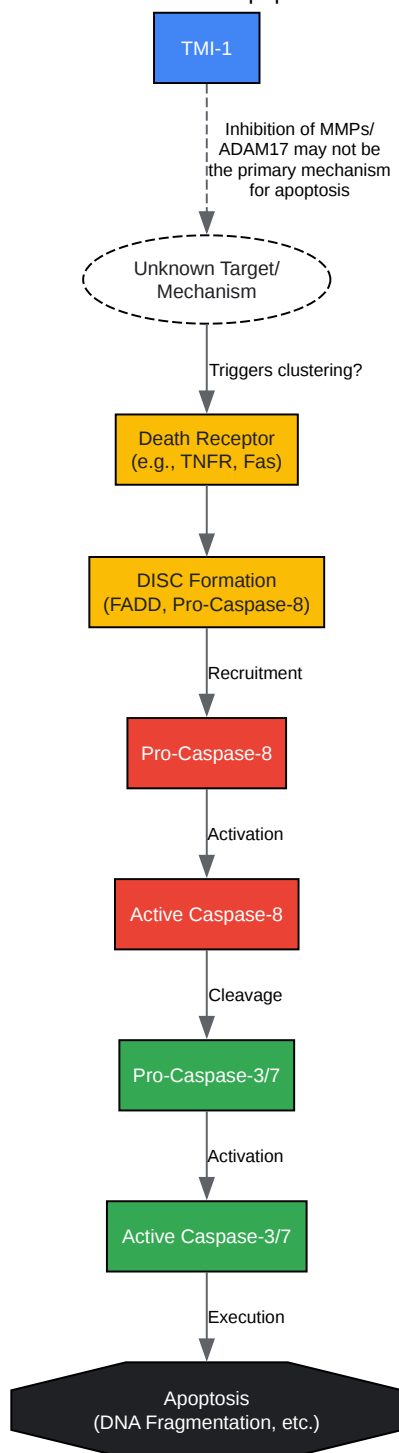 TMI-1
Inhibition of MMPs/
ADAM17 may not be
the primary mechanism
for apoptosis
Unknown Target/
Mechanism
Triggers clustering?
Death Receptor
(e.g., TNFR, Fas)
DISC Formation
(FADD, Pro-Caspase-8)
Recruitment
Pro-Caspase-8
Activation
Active Caspase-8
Cleavage
Pro-Caspase-3/7
Activation
Active Caspase-3/7
Execution
Apoptosis
(DNA Fragmentation, etc.)